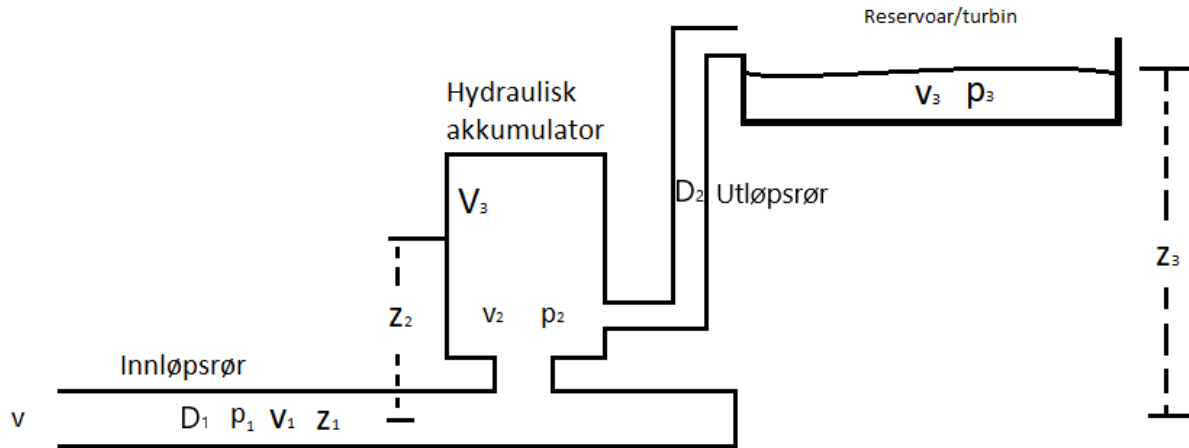 Reservoar/turbin
v₃ p₃
Hydraulisk
akkumulator
V₃
D₂ Utløpsrør
z₃
z₂
v₂ p₂
Innløpsrør
v
D₁ p₁ v₁ z₁